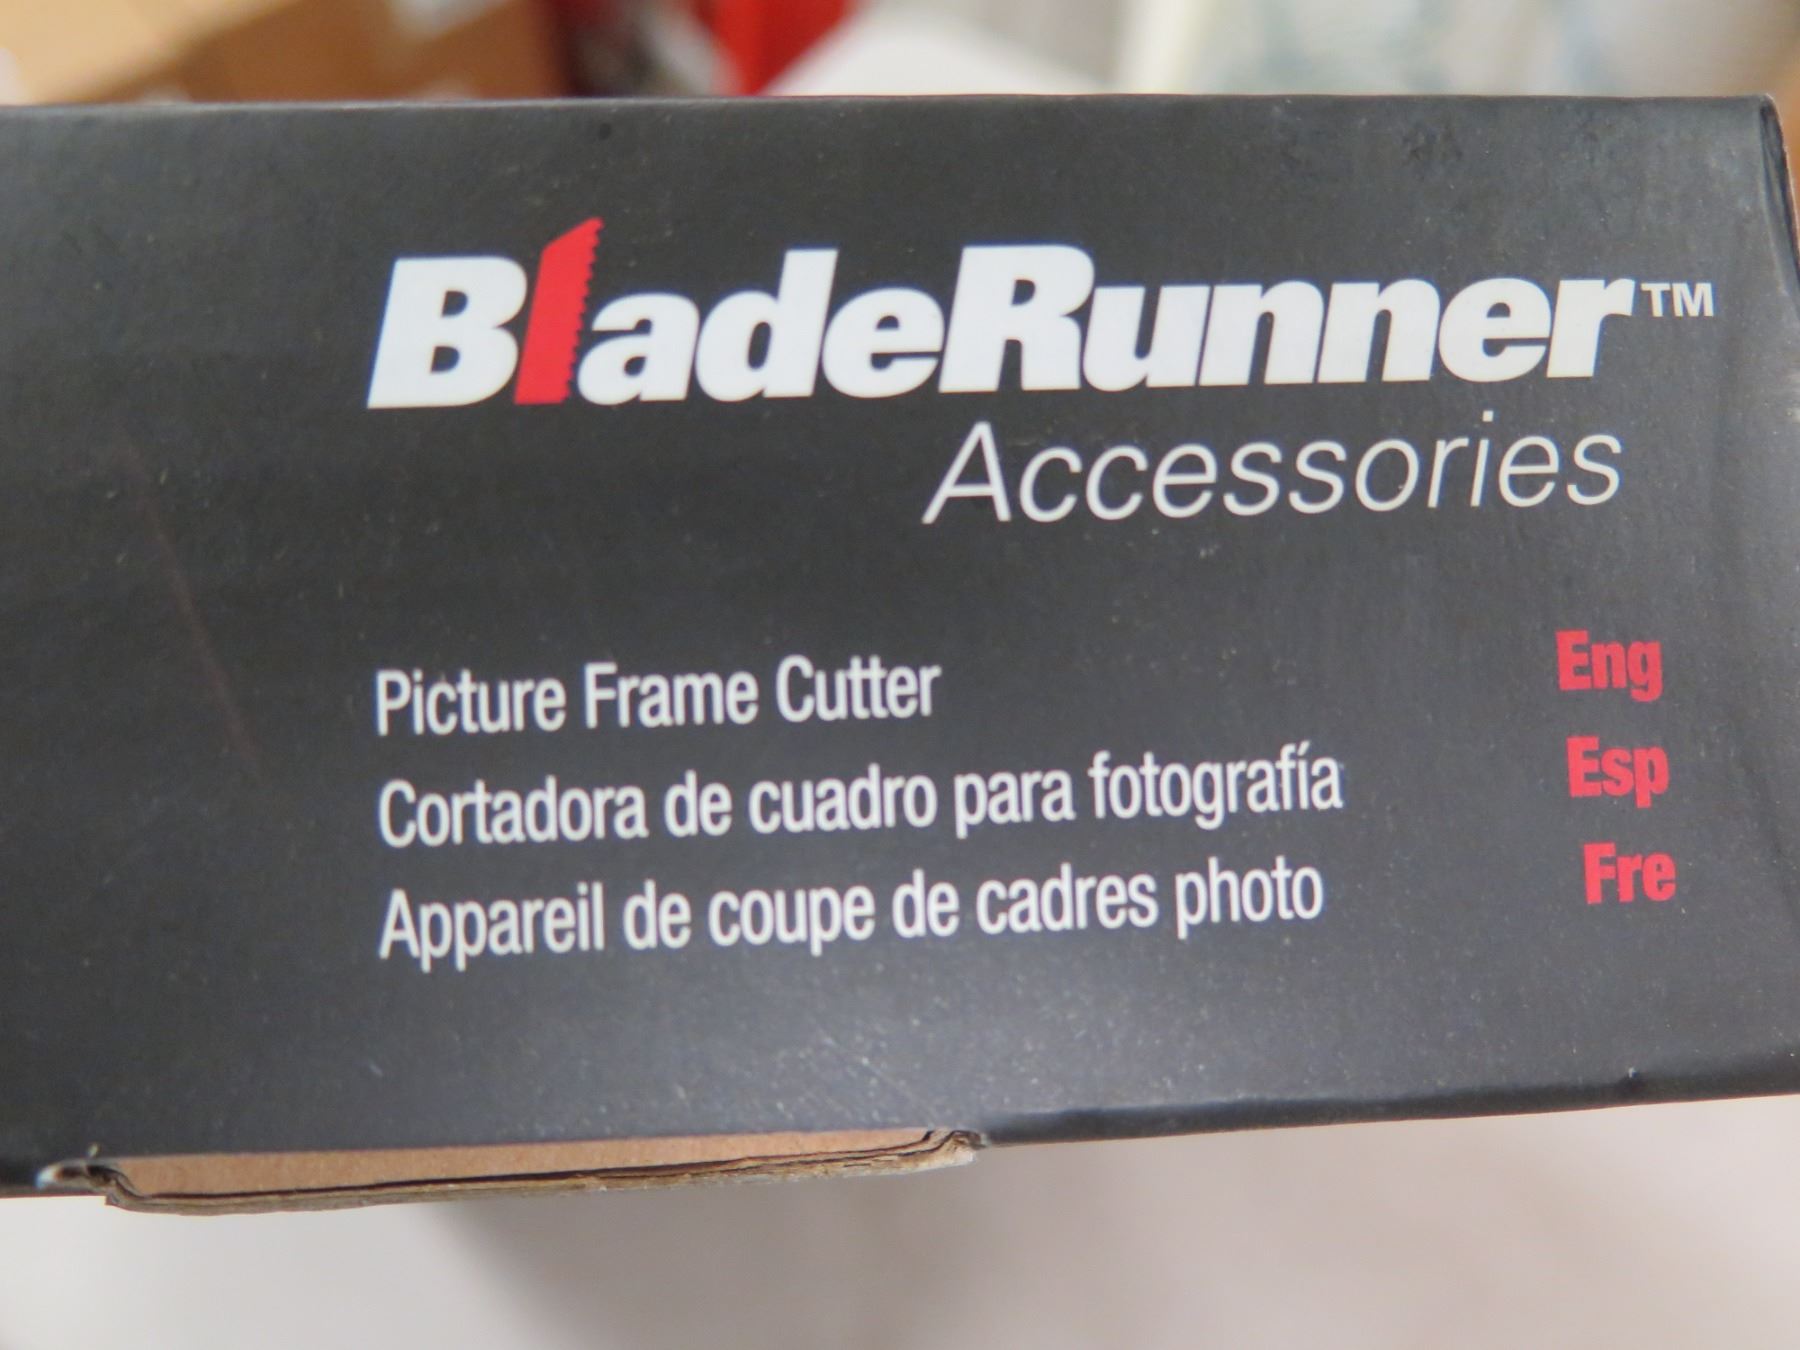 BladeRunner™
Accessories
Picture Frame Cutter Eng
Cortadora de cuadro para fotografía Esp
Appareil de coupe de cadres photo Fre